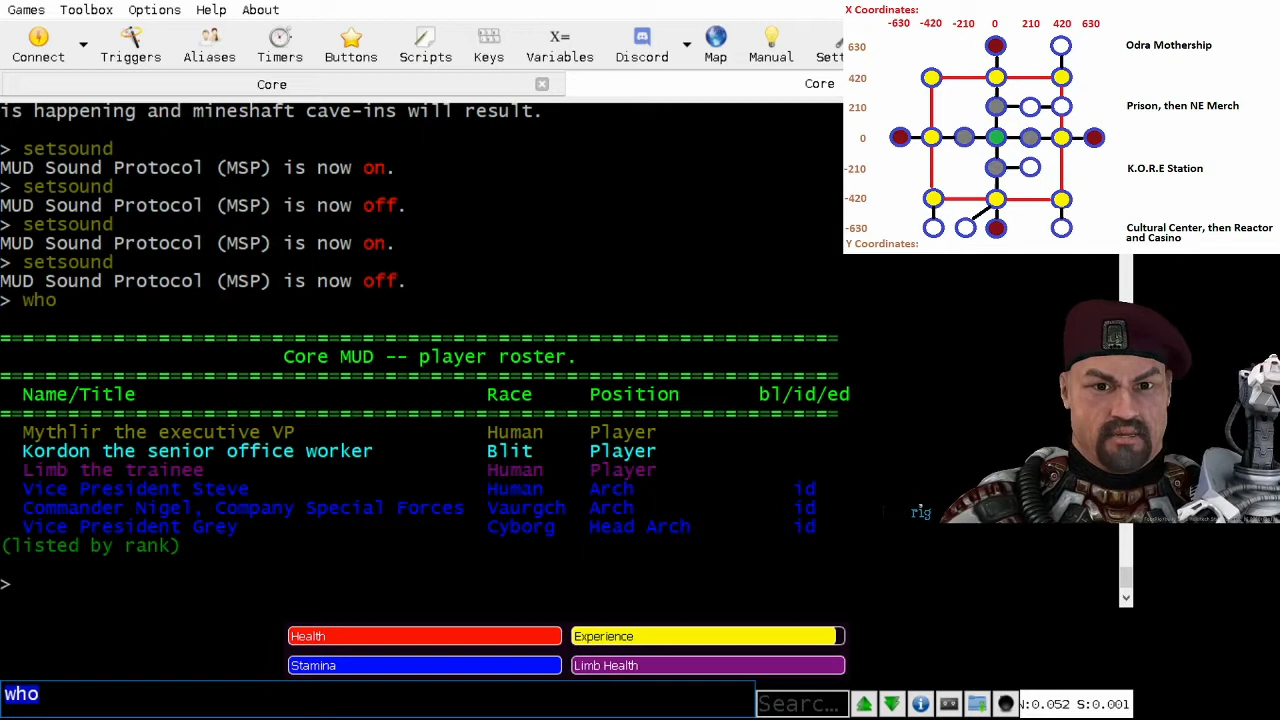 Games Toolbox Options Help About
Connect Triggers Aliases Timers Buttons Scripts Keys Variables Discord Map Manual
Core
Core
is happening and mineshaft cave-ins will result.
> setsound
MUD Sound Protocol (MSP) is now on.
> setsound
MUD Sound Protocol (MSP) is now off.
> setsound
MUD Sound Protocol (MSP) is now on.
> setsound
MUD Sound Protocol (MSP) is now off.
> who
Core MUD -- player roster.
Name/Title Race Position bl/id/ed
Mythlir the executive VP Human Player
Kordon the senior office worker Blit Player
Limb the trainee Human Player
Vice President Steve Human Arch id
Commander Nigel, Company Special Forces Vaurgch Arch id
Vice President Grey Cyborg Head Arch id
(listed by rank)
>
Health
Experience
Stamina
Limb Health
who
Searc...
N:0.052 S:0.001
X Coordinates:
-630 -420 -210 0 210 420 630
630 Odra Mothership
420
210 Prison, then NE Merch
0
-210 K.O.R.E Station
-420
-630 Cultural Center, then Reactor
and Casino
Y Coordinates:
rig